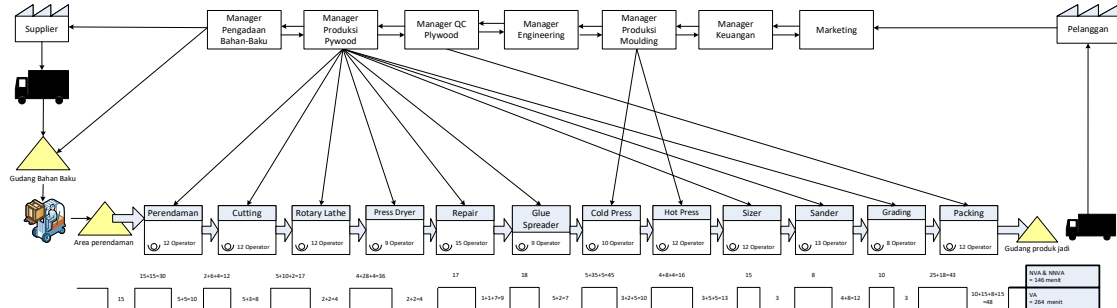 Supplier
Manager
Pengadaan
Bahan-Baku
Manager
Produksi
Pywood
Manager QC
Plywood
Manager
Engineering
Manager
Produksi
Moulding
Manager
Keuangan
Marketing
Pelanggan
Gudang Bahan Baku
Area perendaman
Perendaman
12 Operator
Cutting
12 Operator
Rotary Lathe
12 Operator
Press Dryer
9 Operator
Repair
15 Operator
Glue
Spreader
9 Operator
Cold Press
10 Operator
Hot Press
12 Operator
Sizer
12 Operator
Sander
13 Operator
Grading
8 Operator
Packing
12 Operator
Gudang produk jadi
15+15=30
2+6+4=12
5+10+2=17
4+28+4=36
17
18
5+35+5=45
4+8+4=16
15
8
10
25+18=43
15
5+5=10
5+3=8
2+2=4
2+2=4
1+1+7=9
5+2=7
3+2+5=10
3+5+5=13
3
4+8=12
3
10+15+8+15
=48
NVA & NNVA
= 146 menit
VA
= 264 menit